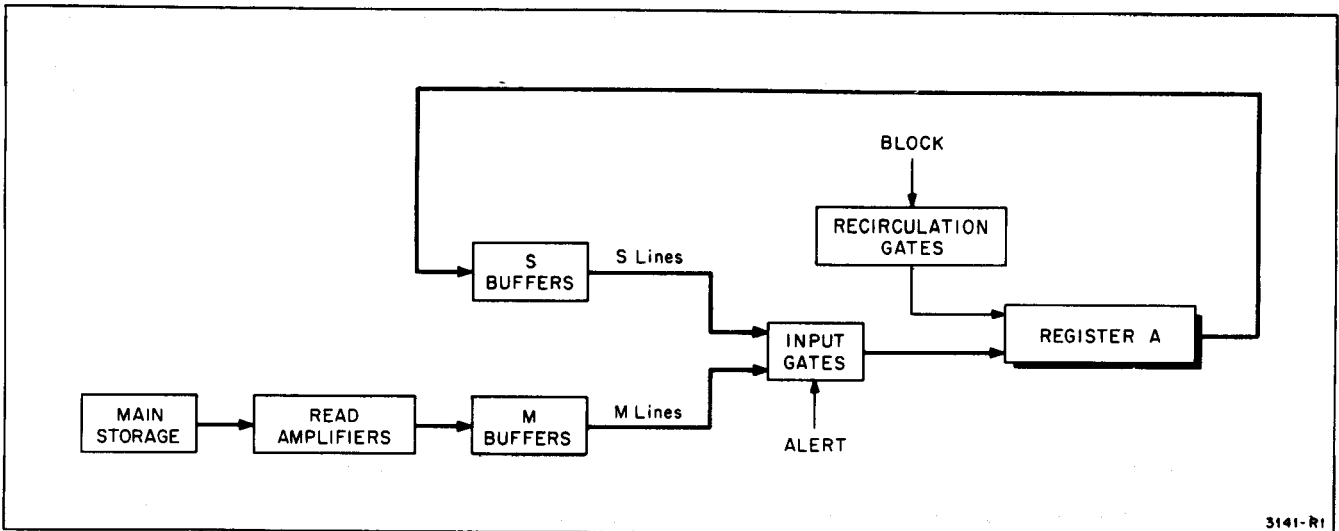 BLOCK
RECIRCULATION
GATES
S
BUFFERS
S Lines
INPUT
GATES
REGISTER A
MAIN
STORAGE
READ
AMPLIFIERS
M
BUFFERS
M Lines
ALERT
3141-R1